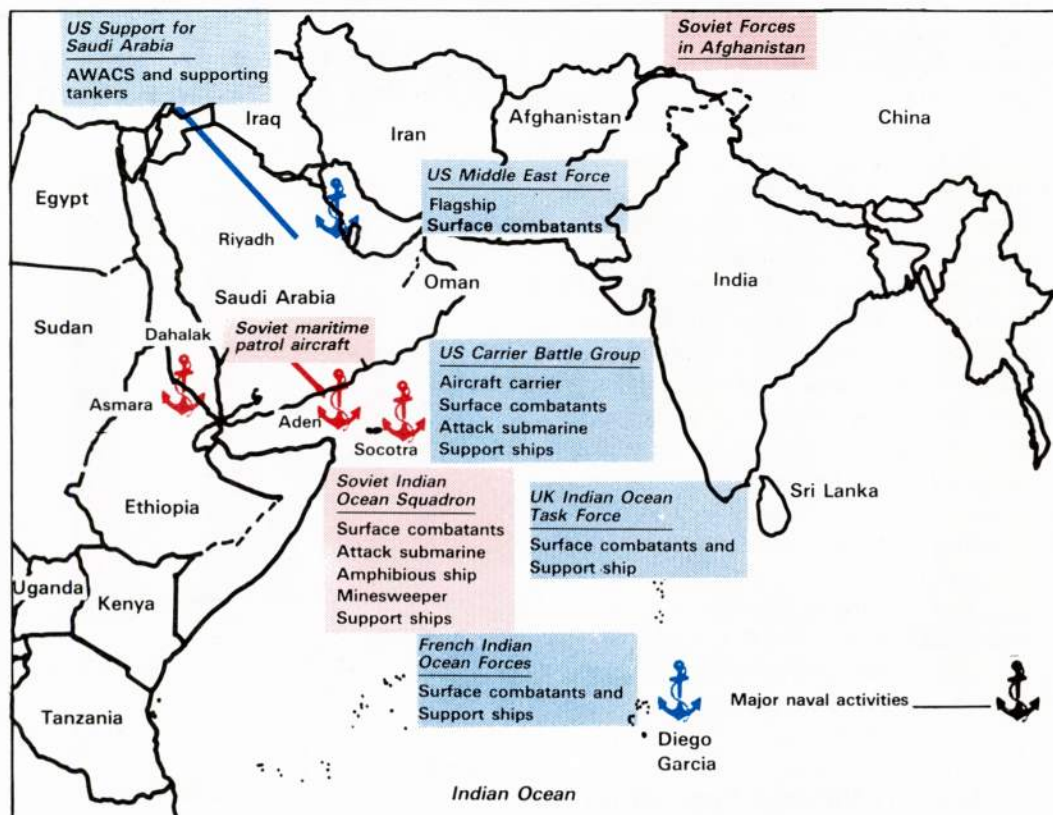 US Support for
Saudi Arabia
AWACS and supporting
tankers
Soviet Forces
in Afghanistan
Iraq
Iran
Afghanistan
China
Egypt
US Middle East Force
Flagship
Surface combatants
Riyadh
India
Oman
Saudi Arabia
Sudan
Dahalak
Soviet maritime
patrol aircraft
US Carrier Battle Group
Aircraft carrier
Surface combatants
Attack submarine
Support ships
Asmara
Aden
Socotra
Soviet Indian
Ocean Squadron
Surface combatants
Attack submarine
Amphibious ship
Minesweeper
Support ships
UK Indian Ocean
Task Force
Surface combatants and
Support ship
Sri Lanka
Ethiopia
Uganda
Kenya
French Indian
Ocean Forces
Surface combatants and
Support ships
Major naval activities
Tanzania
Diego
Garcia
Indian Ocean